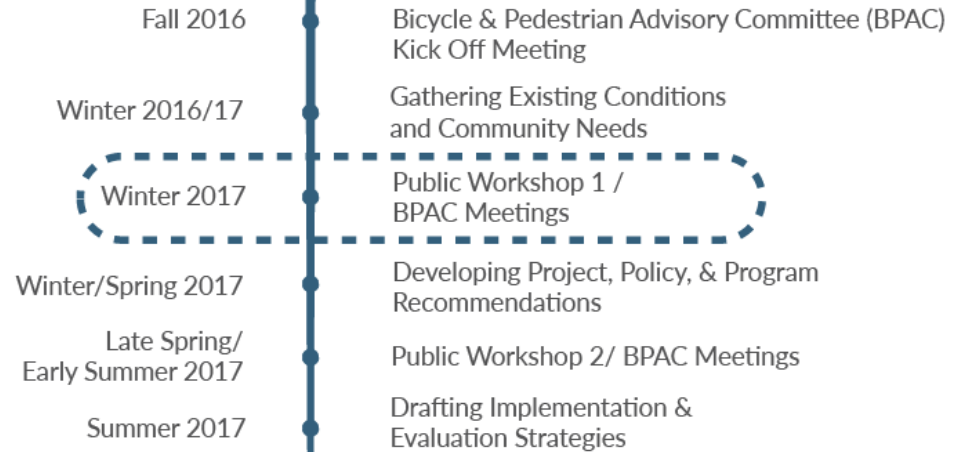 Fall 2016
Bicycle & Pedestrian Advisory Committee (BPAC)
Kick Off Meeting
Winter 2016/17
Gathering Existing Conditions
and Community Needs
Winter 2017
Public Workshop 1 /
BPAC Meetings
Winter/Spring 2017
Developing Project, Policy, & Program
Recommendations
Late Spring/
Early Summer 2017
Public Workshop 2/ BPAC Meetings
Summer 2017
Drafting Implementation &
Evaluation Strategies